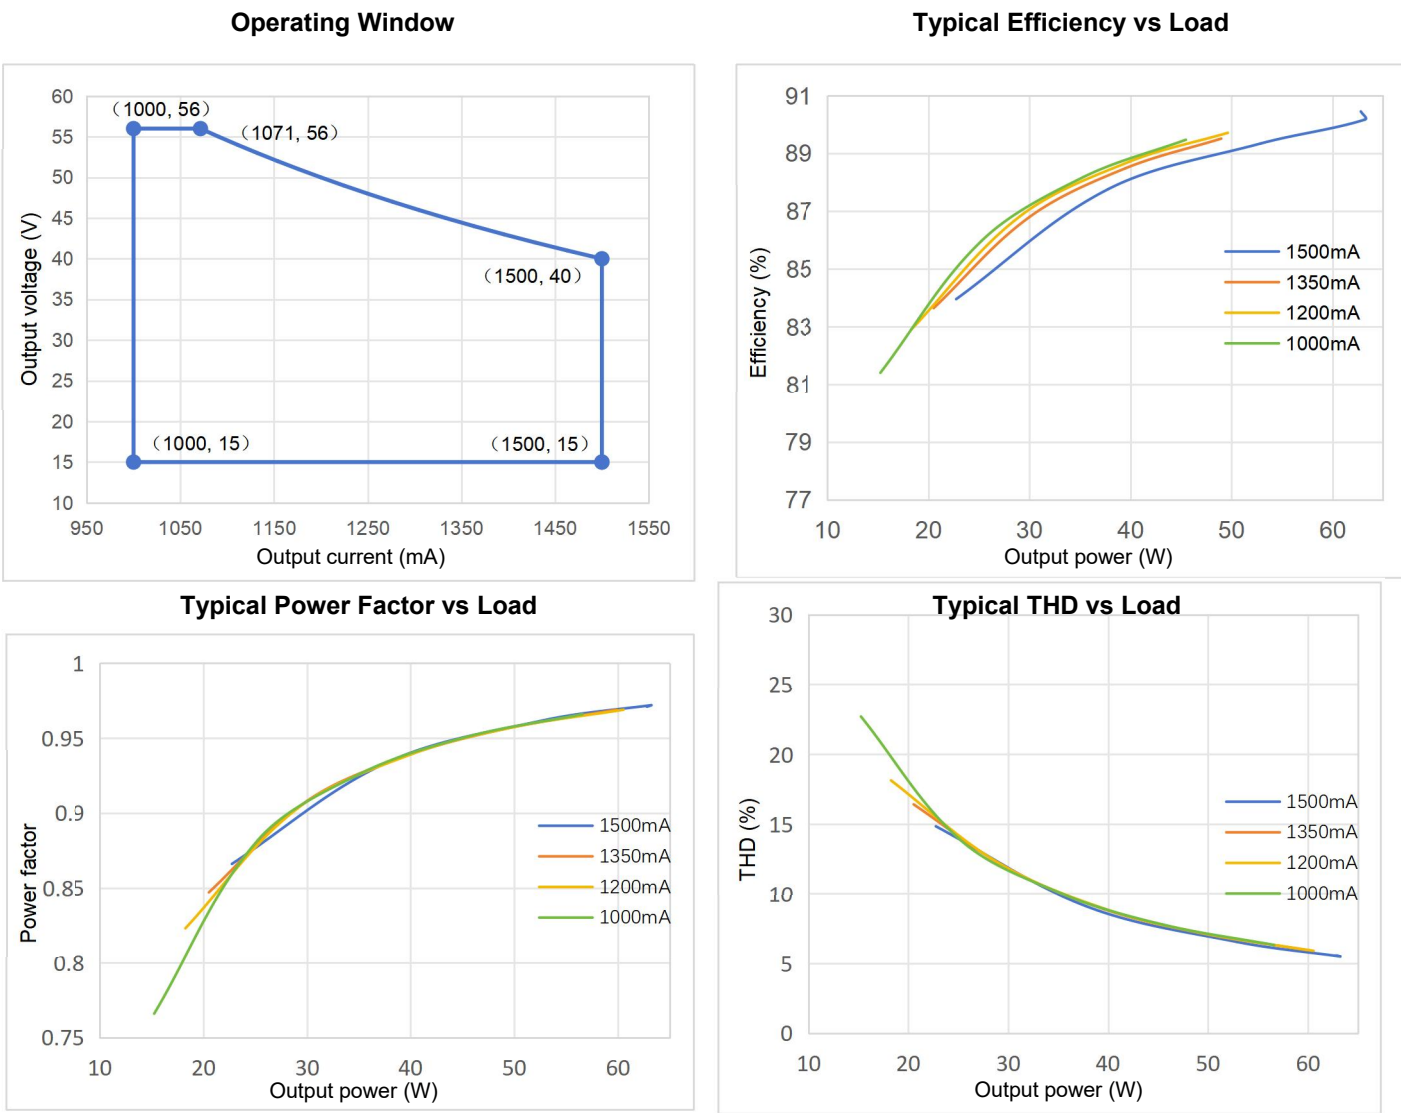 Operating Window
60
55
50
45
40
35
30
25
20
15
10
Output voltage (V)
（1000, 56）
（1071, 56）
（1500, 40）
（1000, 15）
（1500, 15）
950 1050 1150 1250 1350 1450 1550
Output current (mA)
Typical Efficiency vs Load
91
89
87
85
83
81
79
77
Efficiency (%)
1500mA
1350mA
1200mA
1000mA
10 20 30 40 50 60
Output power (W)
Typical Power Factor vs Load
1
0.95
0.9
0.85
0.8
0.75
Power factor
1500mA
1350mA
1200mA
1000mA
10 20 30 40 50 60
Output power (W)
Typical THD vs Load
30
25
20
15
10
5
0
THD (%)
1500mA
1350mA
1200mA
1000mA
10 20 30 40 50 60
Output power (W)